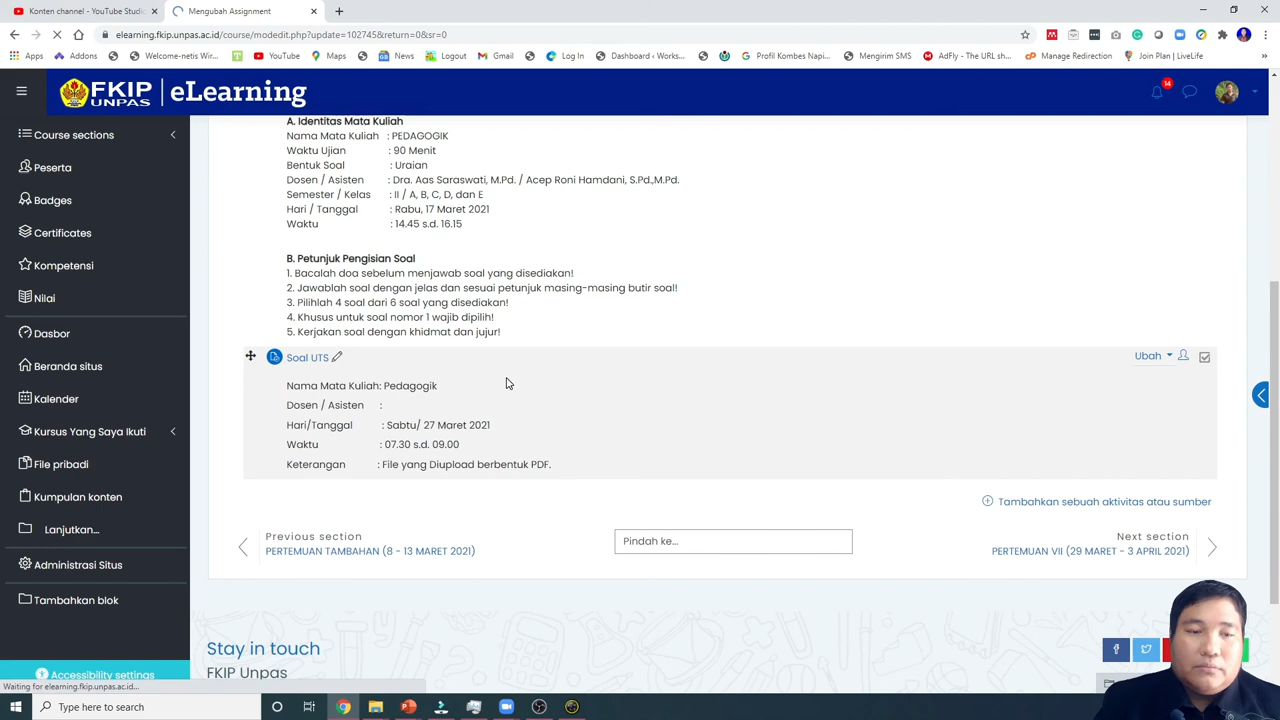 Konten channel - YouTube Studi
Mengubah Assignment
elearning.fkip.unpas.ac.id/course/modedit.php?update=102745&return=0&sr=0
Apps
Addons
Welcome-netis Wir...
T
YouTube
Maps
News
Logout
Gmail
Log In
Dashboard ‹ Works...
Profil Kombes Napi...
Mengirim SMS
AdFly - The URL sh...
Manage Redirection
Join Plan | LiveLife
FKIP UNPAS | eLearning
14
Course sections
Peserta
Badges
Certificates
Kompetensi
Nilai
Dasbor
Beranda situs
Kalender
Kursus Yang Saya Ikuti
File pribadi
Kumpulan konten
Lanjutkan...
Administrasi Situs
Tambahkan blok
Accessibility settings
A. Identitas Mata Kuliah
Nama Mata Kuliah : PEDAGOGIK
Waktu Ujian : 90 Menit
Bentuk Soal : Uraian
Dosen / Asisten : Dra. Aas Saraswati, M.Pd. / Acep Roni Hamdani, S.Pd.,M.Pd.
Semester / Kelas : II / A, B, C, D, dan E
Hari / Tanggal : Rabu, 17 Maret 2021
Waktu : 14.45 s.d. 16.15
B. Petunjuk Pengisian Soal
1. Bacalah doa sebelum menjawab soal yang disediakan!
2. Jawablah soal dengan jelas dan sesuai petunjuk masing-masing butir soal!
3. Pilihlah 4 soal dari 6 soal yang disediakan!
4. Khusus untuk soal nomor 1 wajib dipilih!
5. Kerjakan soal dengan khidmat dan jujur!
Soal UTS
Ubah
Nama Mata Kuliah: Pedagogik
Dosen / Asisten :
Hari/Tanggal : Sabtu/ 27 Maret 2021
Waktu : 07.30 s.d. 09.00
Keterangan : File yang Diupload berbentuk PDF.
Tambahkan sebuah aktivitas atau sumber
Previous section
PERTEMUAN TAMBAHAN (8 - 13 MARET 2021)
Pindah ke...
Next section
PERTEMUAN VII (29 MARET - 3 APRIL 2021)
Stay in touch
FKIP Unpas
Waiting for elearning.fkip.unpas.ac.id...
Type here to search